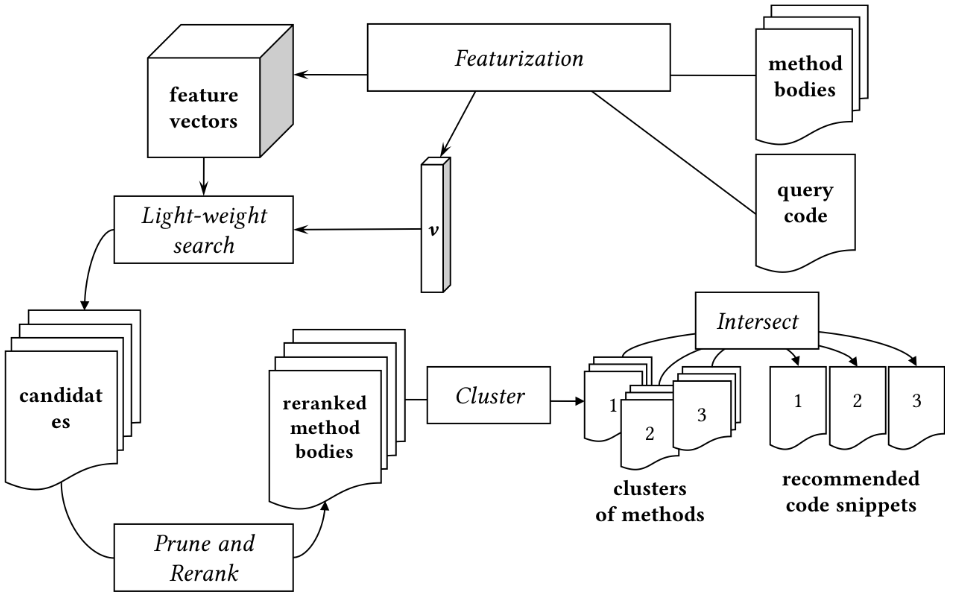 Featurization
method
bodies
feature
vectors
query
code
Light-weight
search
v
Intersect
candidat
es
reranked
method
bodies
Cluster
1
2
3
1
2
3
clusters
of methods
recommended
code snippets
Prune and
Rerank